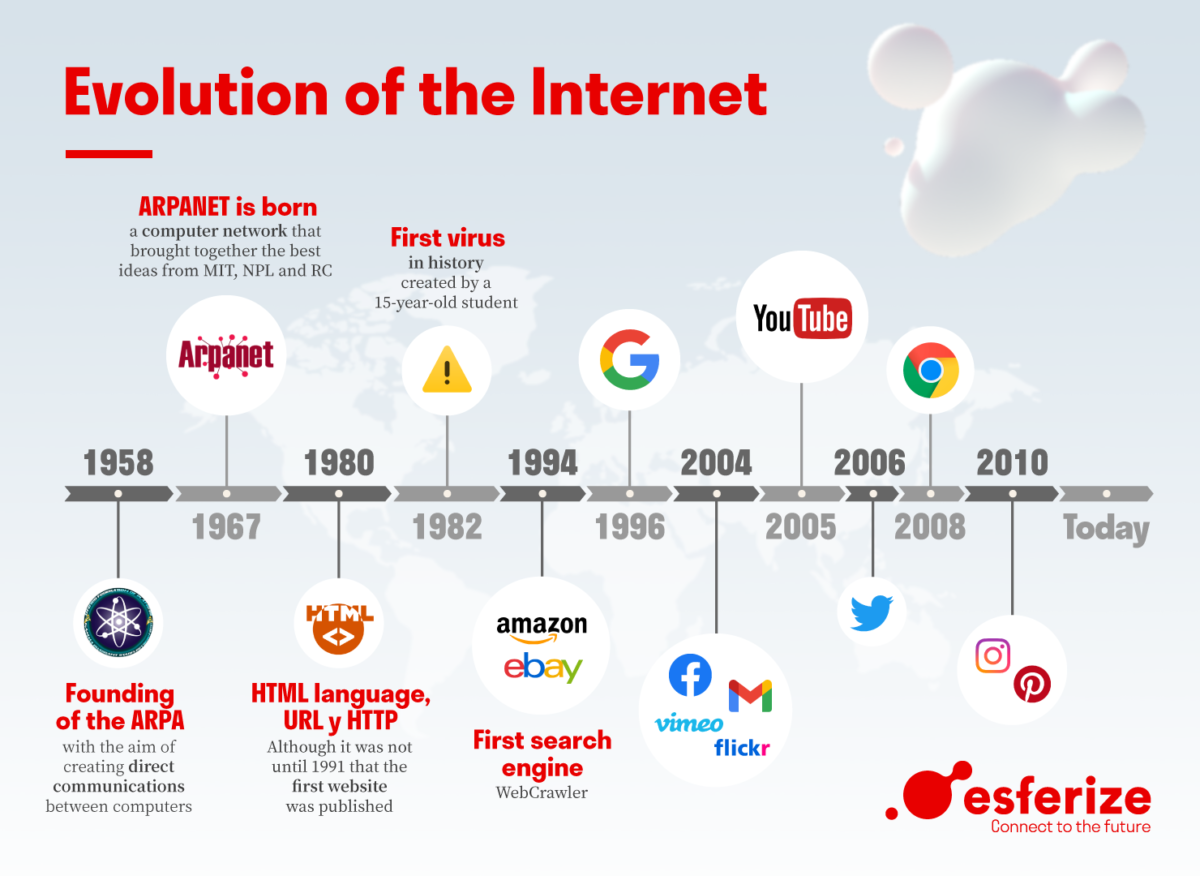 Evolution of the Internet
ARPANET is born
a computer network that
brought together the best
ideas from MIT, NPL and RC
First virus
in history
created by a
15-year-old student
Arpanet
YouTube
1958
1980
1994
2004
2006
2010
1967
1982
1996
2005
2008
Today
HTML
<>
amazon
ebay
vimeo
flickr
Founding
of the ARPA
with the aim of
creating direct
communications
between computers
HTML language,
URL y HTTP
Although it was not
until 1991 that the
first website
was published
First search
engine
WebCrawler
esferize
Connect to the future